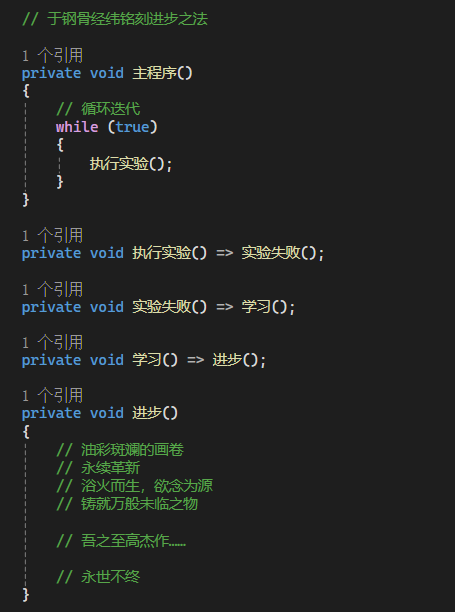 // 于钢骨经纬铭刻进步之法
1 个引用
private void 主程序()
{
// 循环迭代
while (true)
{
执行实验();
}
}
1 个引用
private void 执行实验() => 实验失败();
1 个引用
private void 实验失败() => 学习();
1 个引用
private void 学习() => 进步();
1 个引用
private void 进步()
{
// 油彩斑斓的画卷
// 永续革新
// 浴火而生，欲念为源
// 铸就万般未临之物
// 吾之至高杰作……
// 永世不终
}